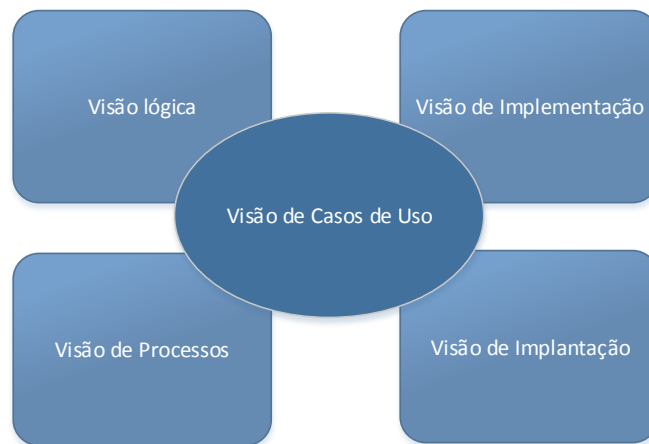 Visão lógica
Visão de Implementação
Visão de Casos de Uso
Visão de Processos
Visão de Implantação